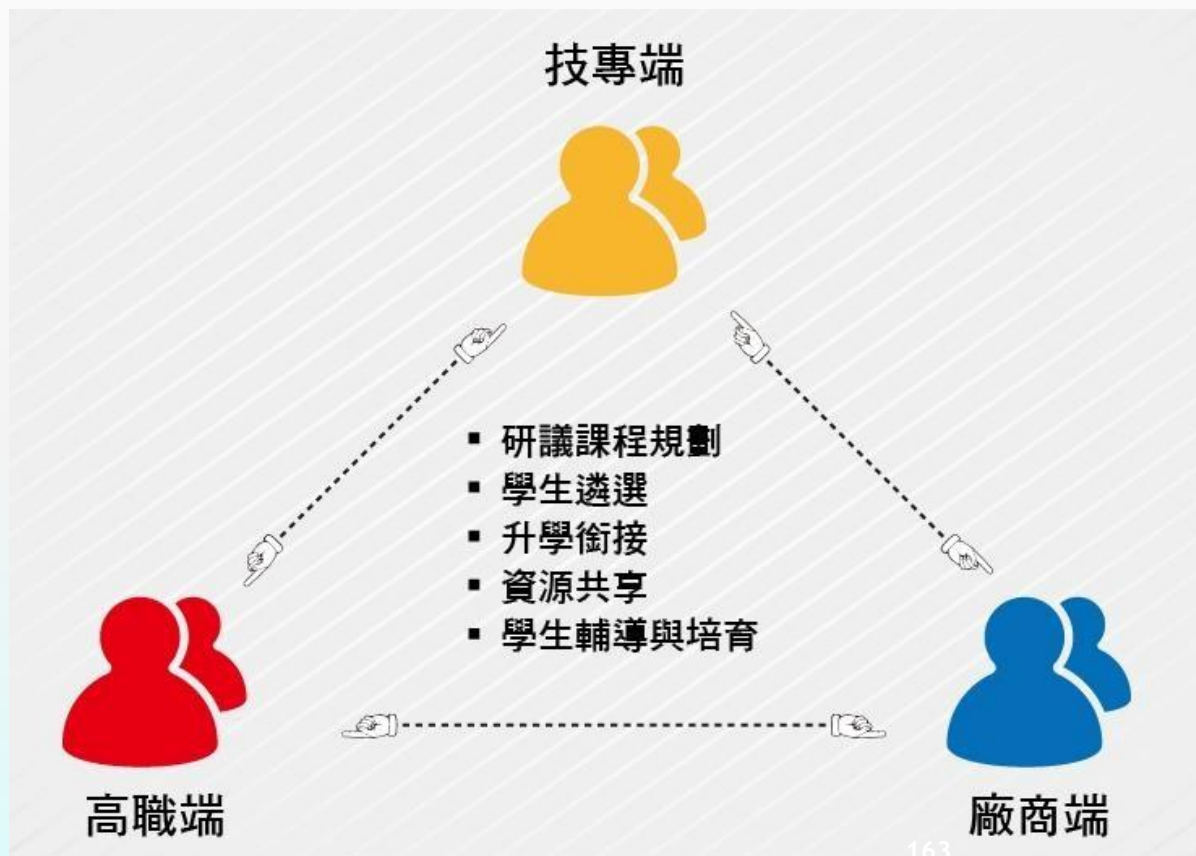 技專端
▪ 研議課程規劃
▪ 學生遴選
▪ 升學銜接
▪ 資源共享
▪ 學生輔導與培育
高職端
廠商端
163